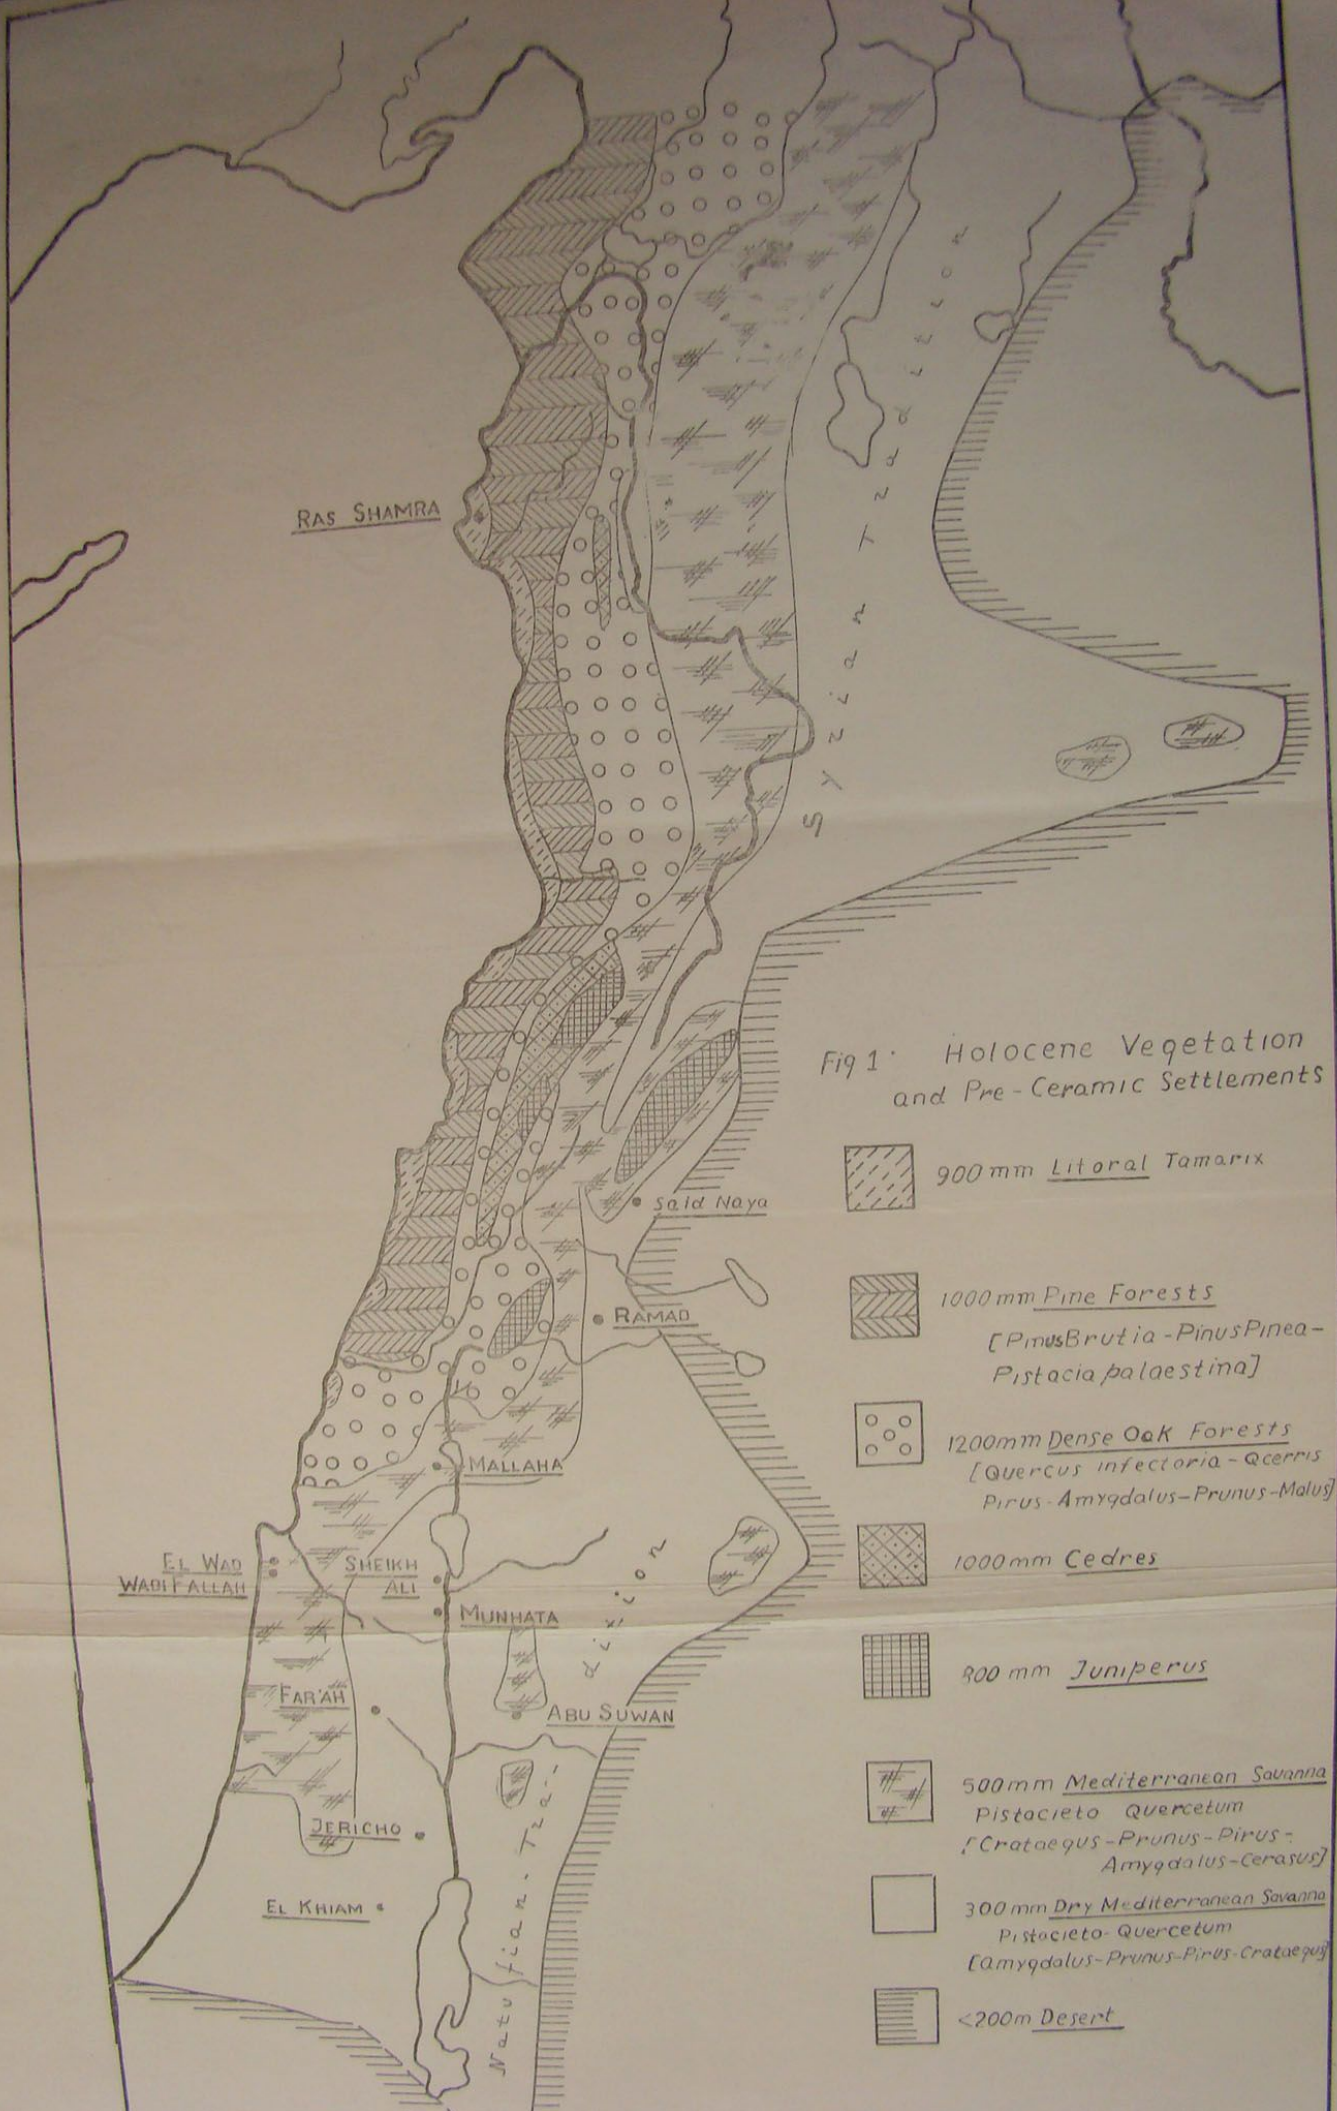 RAS SHAMRA
Syrian Tradition
Fig 1. Holocene Vegetation
and Pre-Ceramic Settlements
900 mm Litoral Tamarix
1000 mm Pine Forests
[Pinus Brutia - Pinus Pinea -
Pistacia palaestina]
1200 mm Dense Oak Forests
[Quercus infectoria - Qcerris
Pirus - Amygdalus - Prunus - Malus]
1000 mm Cedres
800 mm Juniperus
500 mm Mediterranean Savanna
Pistacieto Quercetum
[Crataegus - Prunus - Pirus -
Amygdalus - Cerasus]
300 mm Dry Mediterranean Savanna
Pistacieto - Quercetum
[amygdalus - Prunus - Pirus - Crataegus]
<200m Desert
Said Naya
RAMAD
MALLAHA
EL WAD
WADI FALLAH
SHEIKH
ALI
MUNHATA
FAR'AH
ABU SUWAN
JERICHO
EL KHIAM
Natufian - Tra-
dition